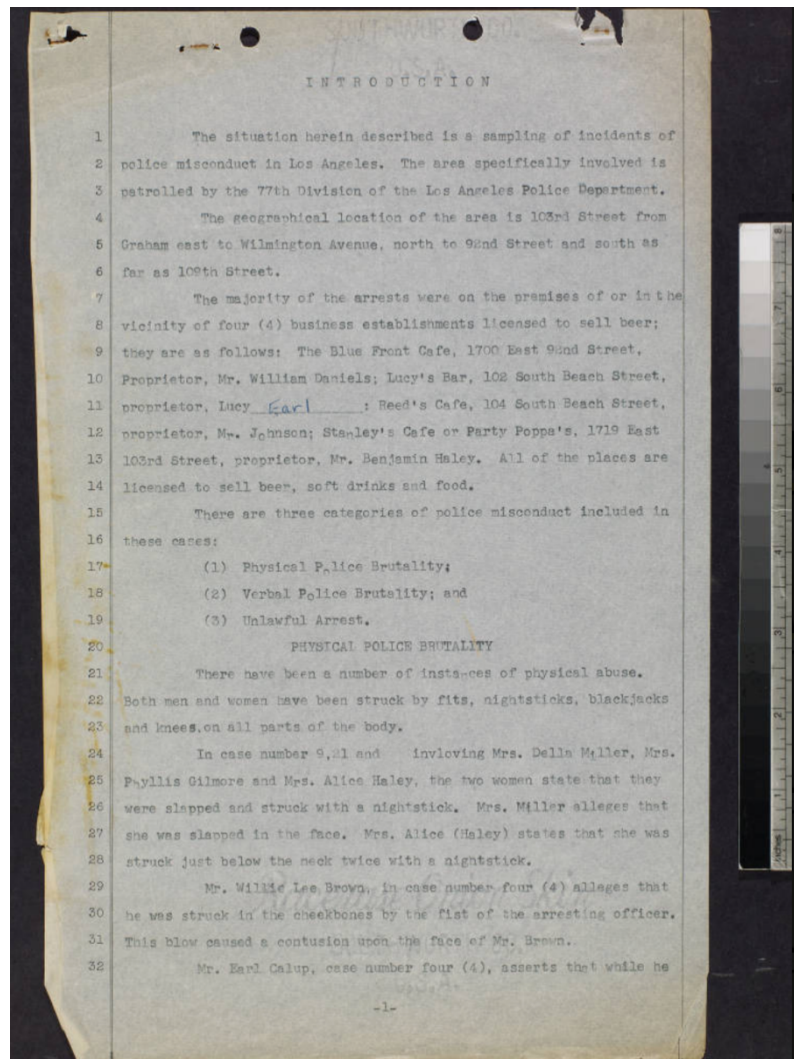 INTRODUCTION
1 The situation herein described is a sampling of incidents of
2 police misconduct in Los Angeles. The area specifically involved is
3 patrolled by the 77th Division of the Los Angeles Police Department.
4 The geographical location of the area is 103rd Street from
5 Graham east to Wilmington Avenue, north to 92nd Street and south as
6 far as 109th Street.
7 The majority of the arrests were on the premises of or in the
8 vicinity of four (4) business establishments licensed to sell beer;
9 they are as follows: The Blue Front Cafe, 1700 East 92nd Street,
10 Proprietor, Mr. William Daniels; Lucy's Bar, 102 South Beach Street,
11 proprietor, Lucy Earl ; Reed's Cafe, 104 South Beach Street,
12 proprietor, Mr. Johnson; Stanley's Cafe or Party Poppa's, 1719 East
13 103rd Street, proprietor, Mr. Benjamin Haley. All of the places are
14 licensed to sell beer, soft drinks and food.
15 There are three categories of police misconduct included in
16 these cases:
17 (1) Physical Police Brutality;
18 (2) Verbal Police Brutality; and
19 (3) Unlawful Arrest.
20 PHYSICAL POLICE BRUTALITY
21 There have been a number of instances of physical abuse.
22 Both men and women have been struck by fits, nightsticks, blackjacks
23 and knees,on all parts of the body.
24 In case number 9,21 and invloving Mrs. Della Miller, Mrs.
25 Phyllis Gilmore and Mrs. Alice Haley, the two women state that they
26 were slapped and struck with a nightstick. Mrs. Miller alleges that
27 she was slapped in the face. Mrs. Alice (Haley) states that she was
28 struck just below the neck twice with a nightstick.
29 Mr. Willie Lee Brown, in case number four (4) alleges that
30 he was struck in the cheekbones by the fist of the arresting officer.
31 This blow caused a contusion upon the face of Mr. Brown.
32 Mr. Earl Calup, case number four (4), asserts that while he
-1-